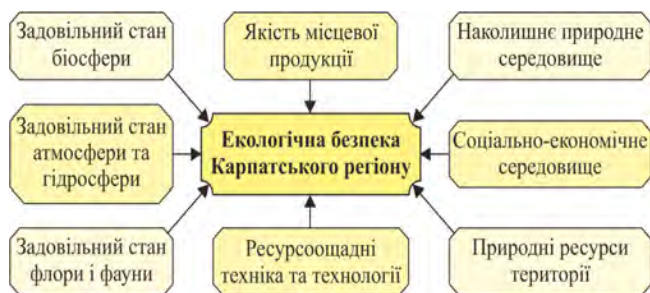 Задовільний стан
біосфери
Якість місцевої
продукції
Наколишнє природне
середовище
Задовільний стан
атмосфери та
гідросфери
Екологічна безпека
Карпатського регіону
Соціально-економічне
середовище
Задовільний стан
флори і фауни
Ресурсоощадні
техніка та технології
Природні ресурси
території